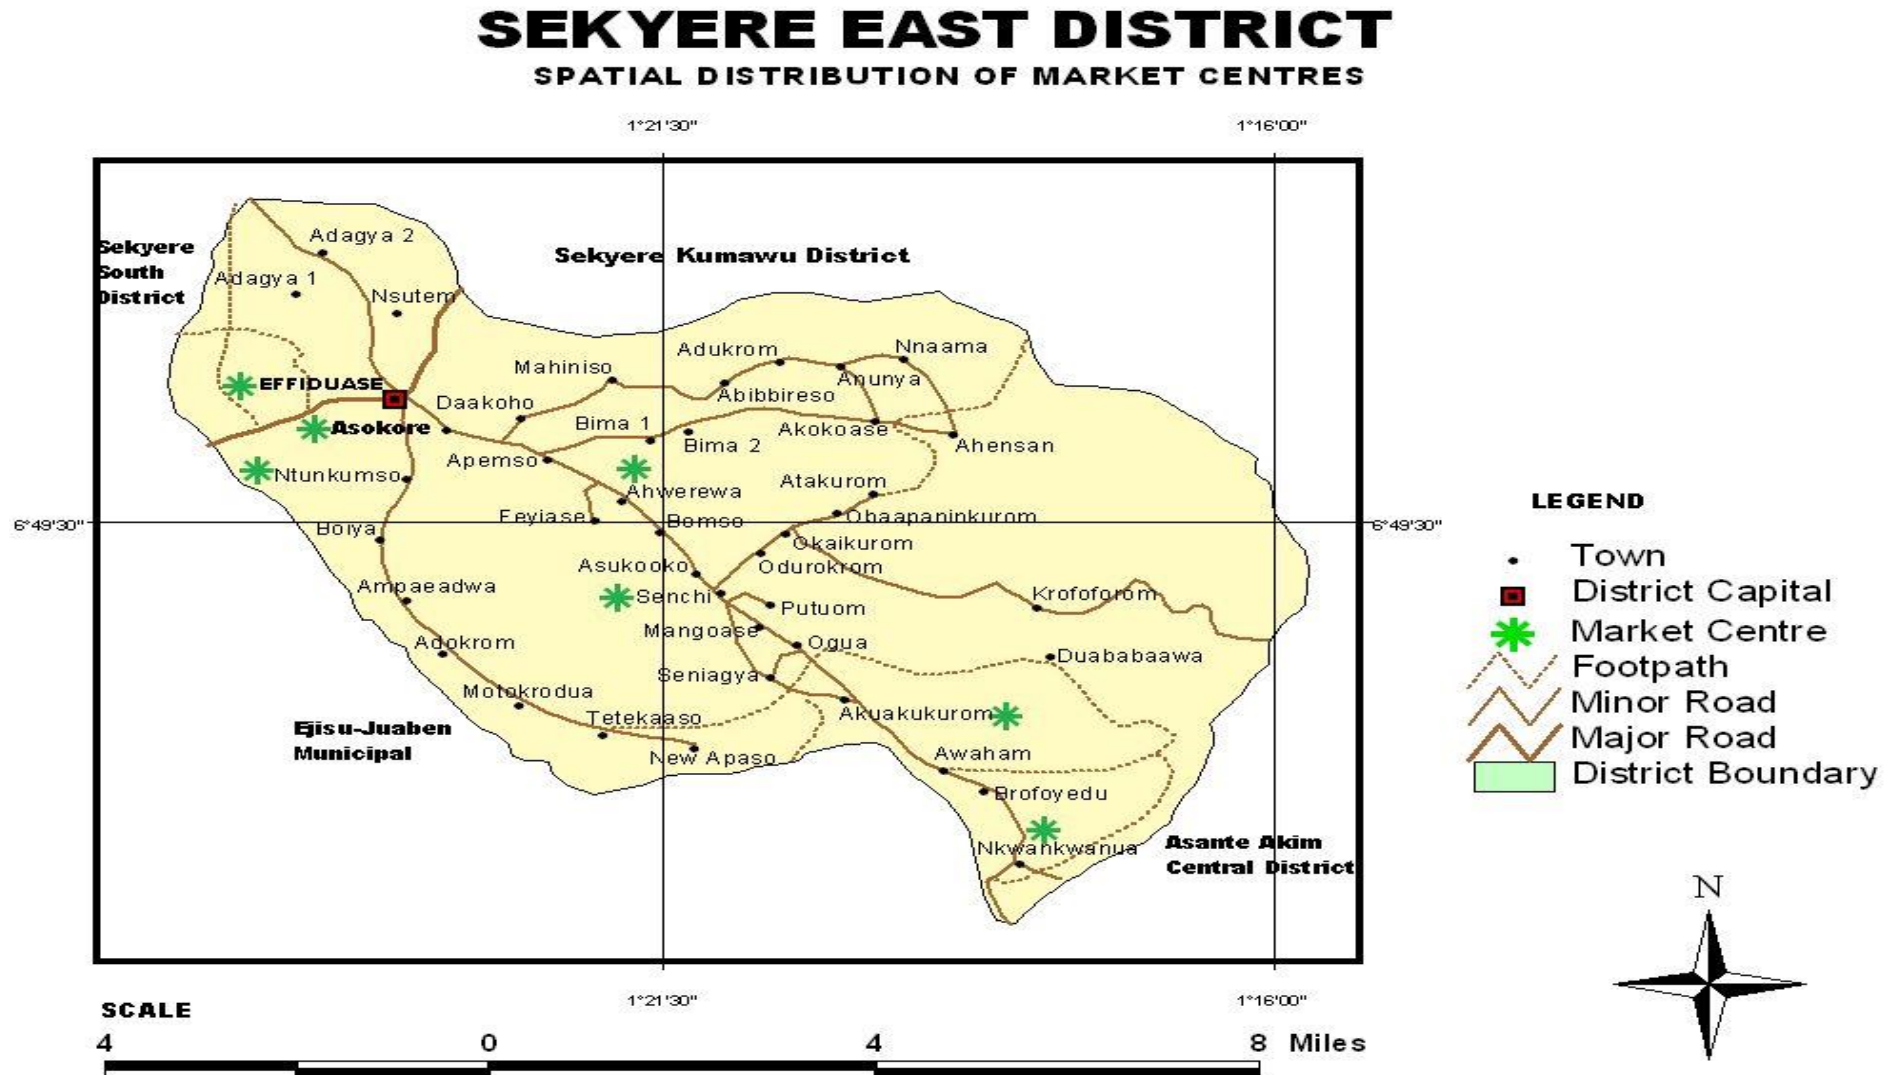 SEKYERE EAST DISTRICT
SPATIAL DISTRIBUTION OF MARKET CENTRES
1°21'30" 1°16'00"
Sekyere
South
District
Adagya 2
Sekyere Kumawu District
Adagya 1
Nsutem
Adukrom
Nnaama
Mahiniso
Anunya
EFFIDUASE
Abibbireso
Daakoho
Asokore
Bima 1
Akokoase
Bima 2
Ahensan
Apemso
Ntunkumso
Atakurom
Ahwerewa
Feyiase
Bomso
Obaapaninkurom
6°49'30" 6°49'30"
Boiya
Okaikurom
Asukooko
Odurokrom
Ampaeadwa
Senchi
Krofoforom
Putuom
Mangoase
Adokrom
Ogua
Duababaawa
Seniagya
Motokrodua
Tetekaaso
Akuakukurom
Ejisu-Juaben
Municipal
New Apaso
Awaham
Brofoyedu
Nkwankwanua
Asante Akim
Central District
LEGEND
Town
District Capital
Market Centre
Footpath
Minor Road
Major Road
District Boundary
N
1°21'30" 1°16'00"
SCALE
4 0 4 8 Miles